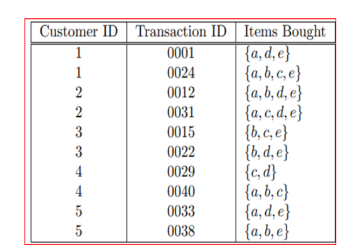 Customer ID Transaction ID Items Bought
1 0001 {a, d, e}
1 0024 {a, b, c, e}
2 0012 {a, b, d, e}
2 0031 {a, c, d, e}
3 0015 {b, c, e}
3 0022 {b, d, e}
4 0029 {c, d}
4 0040 {a, b, c}
5 0033 {a, d, e}
5 0038 {a, b, e}